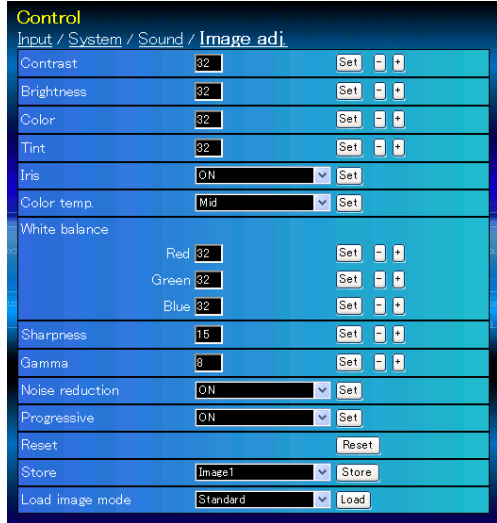 Control
Input / System / Sound / Image adj.
Contrast 32 Set - +
Brightness 32 Set - +
Color 32 Set - +
Tint 32 Set - +
Iris ON Set
Color temp. Mid Set
White balance
Red 32 Set - +
Green 32 Set - +
Blue 32 Set - +
Sharpness 15 Set - +
Gamma 8 Set - +
Noise reduction ON Set
Progressive ON Set
Reset Reset
Store Image1 Store
Load image mode Standard Load